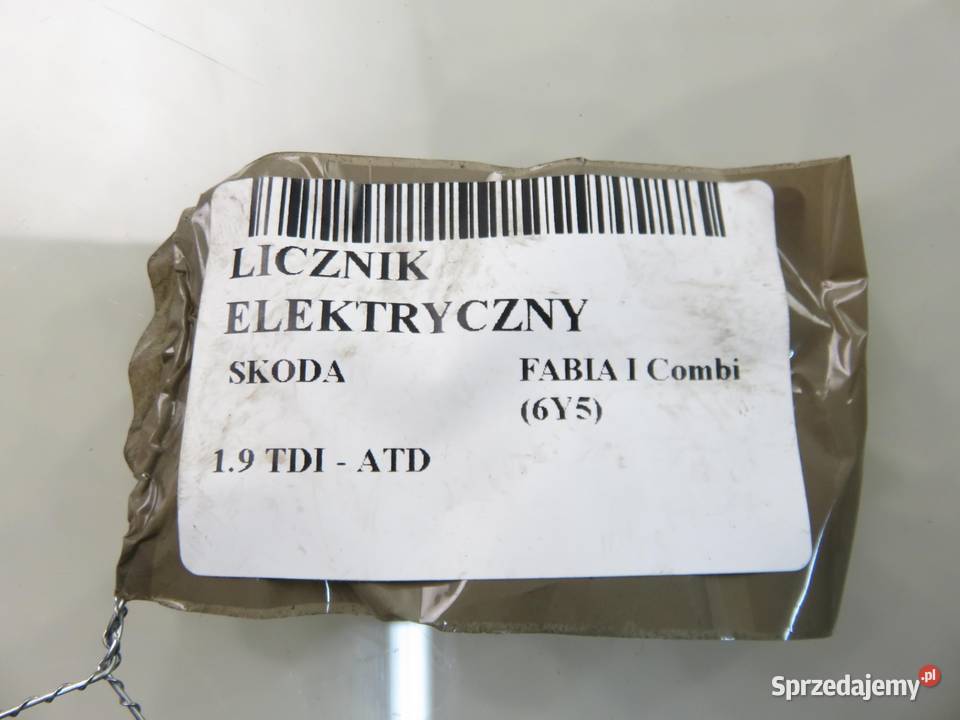 LICZNIK
ELEKTRYCZNY
SKODA FABIA I Combi
(6Y5)
1.9 TDI - ATD
Sprzedajemy.pl